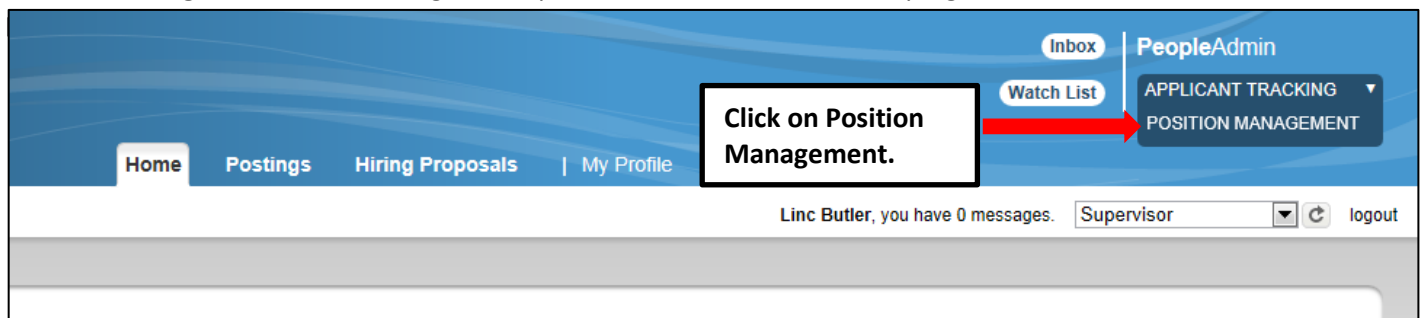 Inbox
PeopleAdmin
Watch List
APPLICANT TRACKING
POSITION MANAGEMENT
Click on Position
Management.
Home Postings Hiring Proposals | My Profile
Linc Butler, you have 0 messages. Supervisor logout